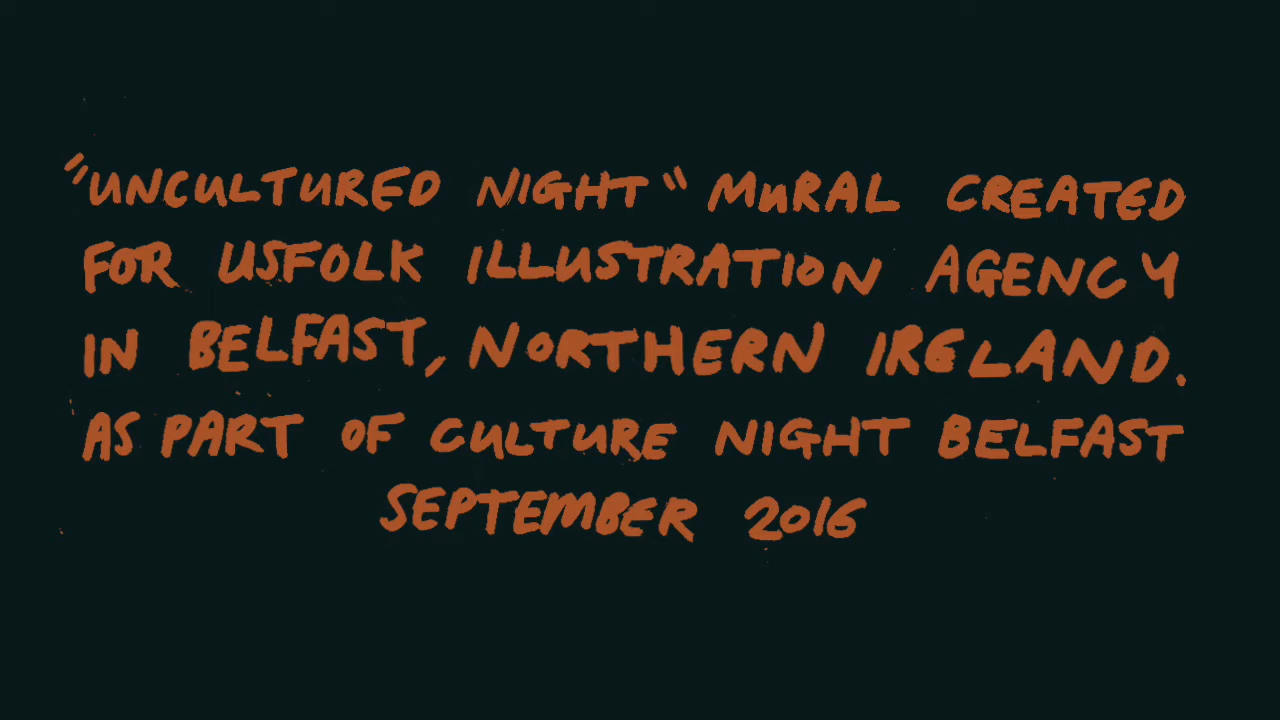 "UNCULTURED NIGHT" MURAL CREATED
FOR USFOLK ILLUSTRATION AGENCY
IN BELFAST, NORTHERN IRELAND.
AS PART OF CULTURE NIGHT BELFAST
SEPTEMBER 2016